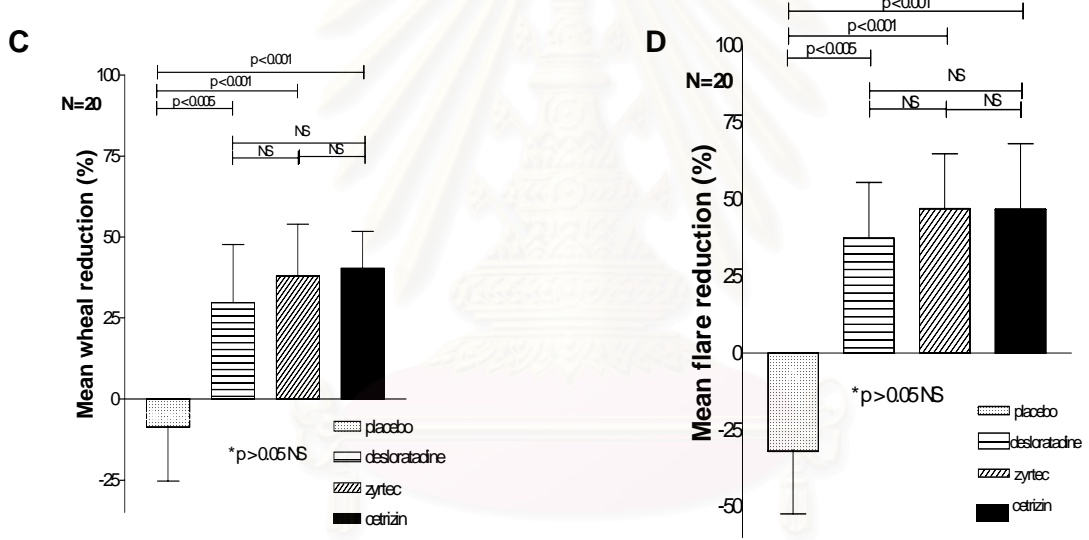 C
p<0.001
p<0.001
p<0.005
N=20
NS
NS
NS
100
75
50
25
0
-25
Mean wheal reduction (%)
*p>0.05 NS
placebo
desloratadine
zyrtec
cetrizin
D
p<0.001
p<0.001
p<0.005
N=20
NS
NS
NS
100
75
50
25
0
-25
-50
Mean flare reduction (%)
*p>0.05 NS
placebo
desloratadine
zyrtec
cetrizin